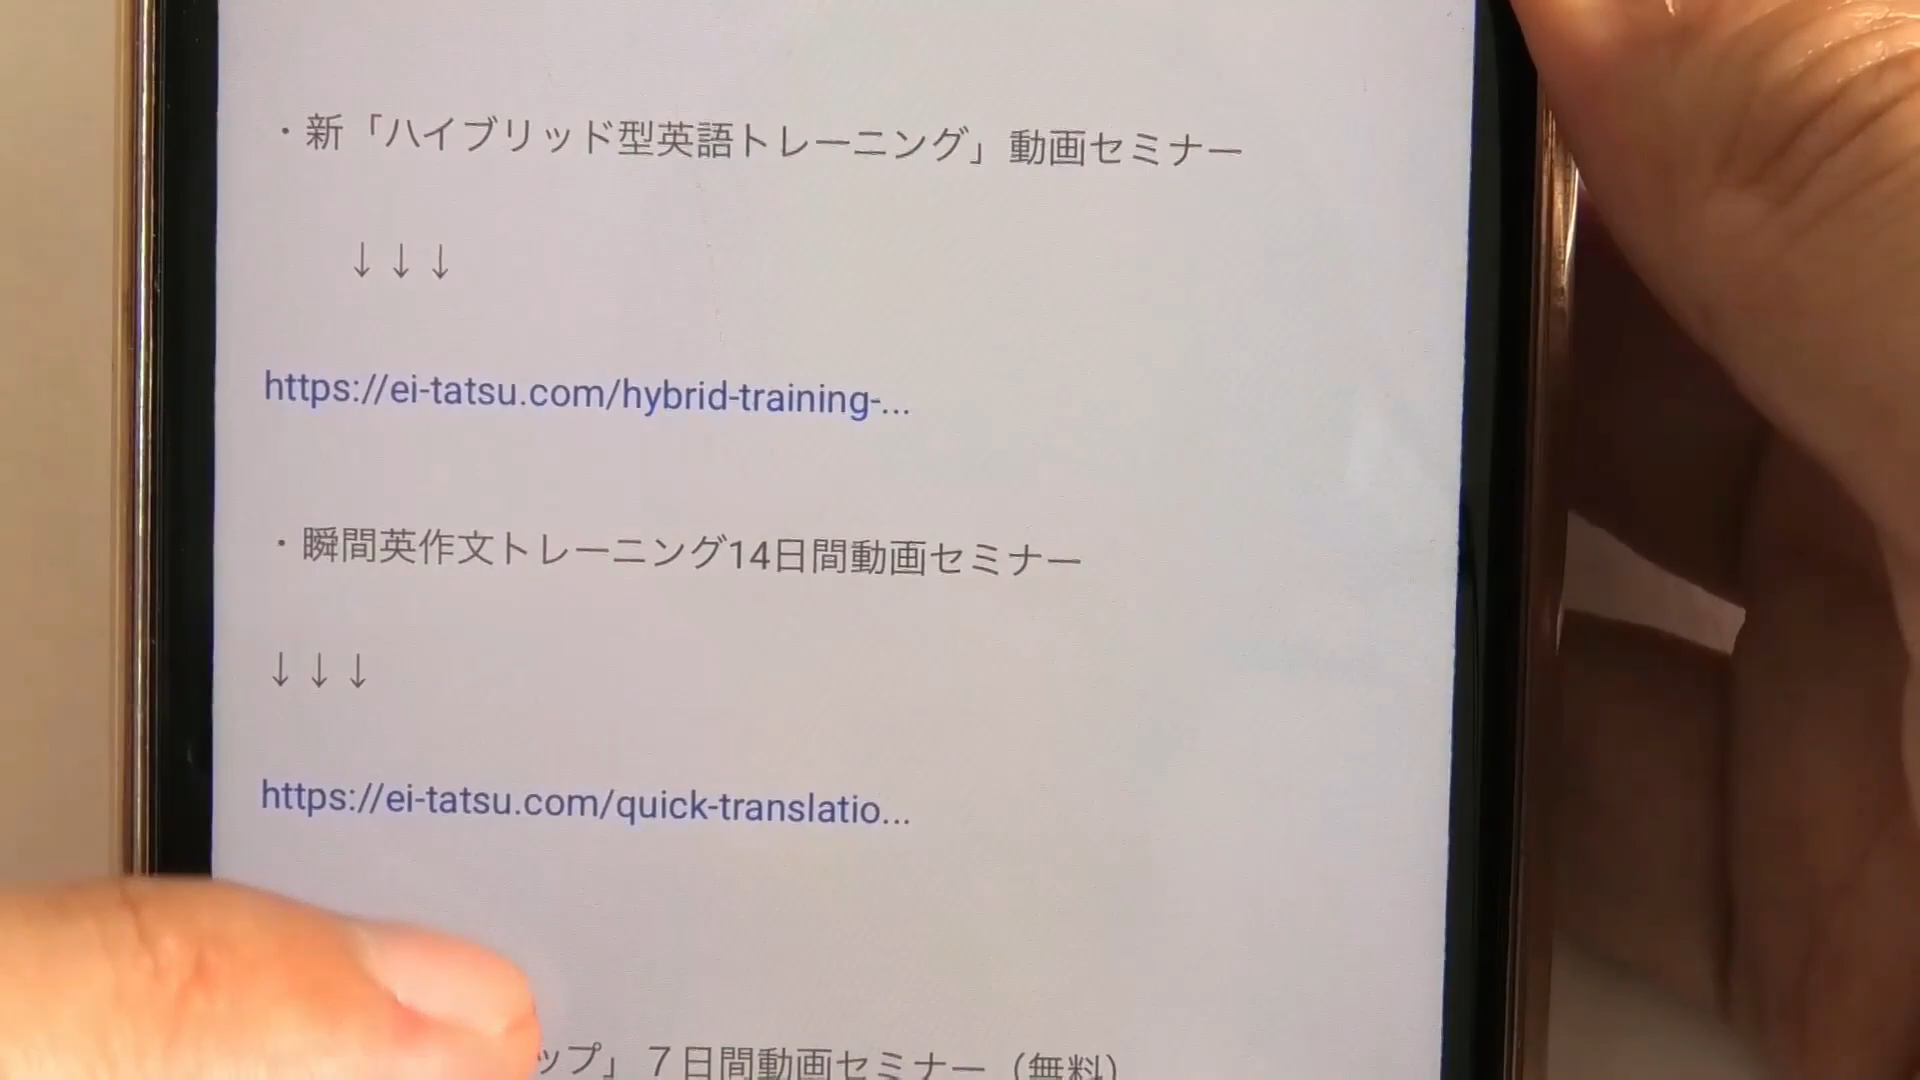 ・新「ハイブリッド型英語トレーニング」動画セミナー
↓↓↓
https://ei-tatsu.com/hybrid-training-...
・瞬間英作文トレーニング14日間動画セミナー
↓↓↓
https://ei-tatsu.com/quick-translatio...
ップ」７日間動画セミナー（無料）